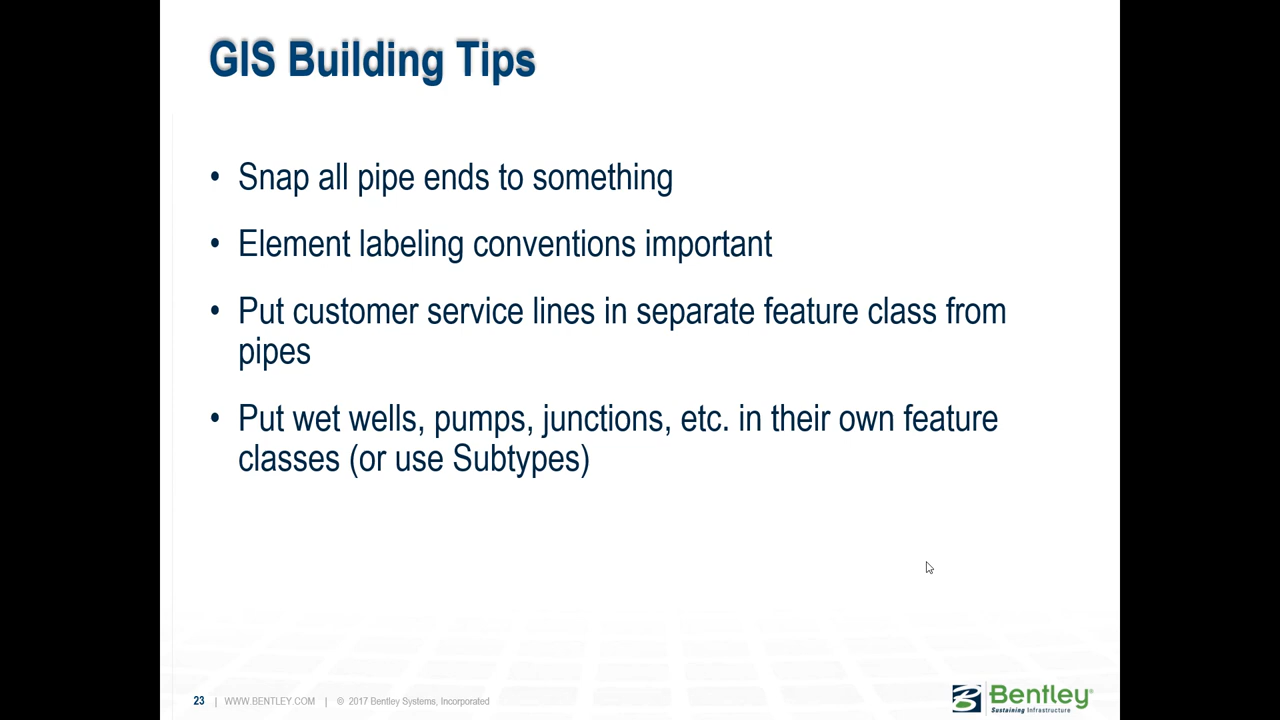 GIS Building Tips
• Snap all pipe ends to something
• Element labeling conventions important
• Put customer service lines in separate feature class from
pipes
• Put wet wells, pumps, junctions, etc. in their own feature
classes (or use Subtypes)
23 | WWW.BENTLEY.COM | © 2017 Bentley Systems, Incorporated
Bentley®
Sustaining Infrastructure